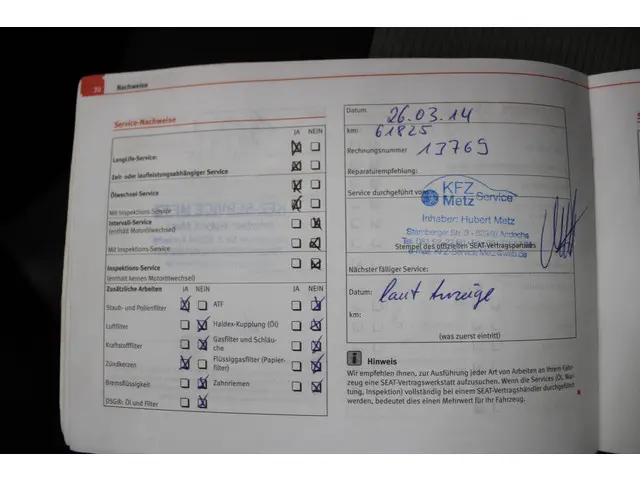 70 Nachweise
Service-Nachweise
JA NEIN
LongLife-Service:
Zeit- oder laufleistungsabhängiger Service
Ölwechsel-Service
Mit Inspektions-Service
Intervall-Service
(enthält Motorölwechsel)
Mit Inspektions-Service
Inspektions-Service
(enthält keinen Motorölwechsel)
Zusätzliche Arbeiten JA NEIN JA NEIN
Staub- und Pollenfilter ATF
Luftfilter Haldex-Kupplung (Öl)
Kraftstofffilter Gasfilter und Schläu-
che
Zündkerzen Flüssiggasfilter (Papier-
filter)
Bremsflüssigkeit Zahnriemen
DSG®: Öl und Filter
Datum: 26.03.14
km: 61825
Rechnungsnummer 13769
Reparaturempfehlung:
Service durchgeführt von
KFZ
Metz Service
Inhaber: Hubert Metz
Starnberger Str. Andechs
Stempel des offiziellen SEAT-Vertragspartners
Nächster fälliger Service:
Datum: laut Anzeige
km:
(was zuerst eintritt)
i Hinweis
Wir empfehlen Ihnen, zur Ausführung jeder Art von Arbeiten an Ihrem Fahr-
zeug eine SEAT-Vertragswerkstatt aufzusuchen. Wenn die Services (Öl, War-
tung, Inspektion) vollständig bei einem SEAT-Vertragshändler durchgeführt
werden, bedeutet dies einen Mehrwert für Ihr Fahrzeug.